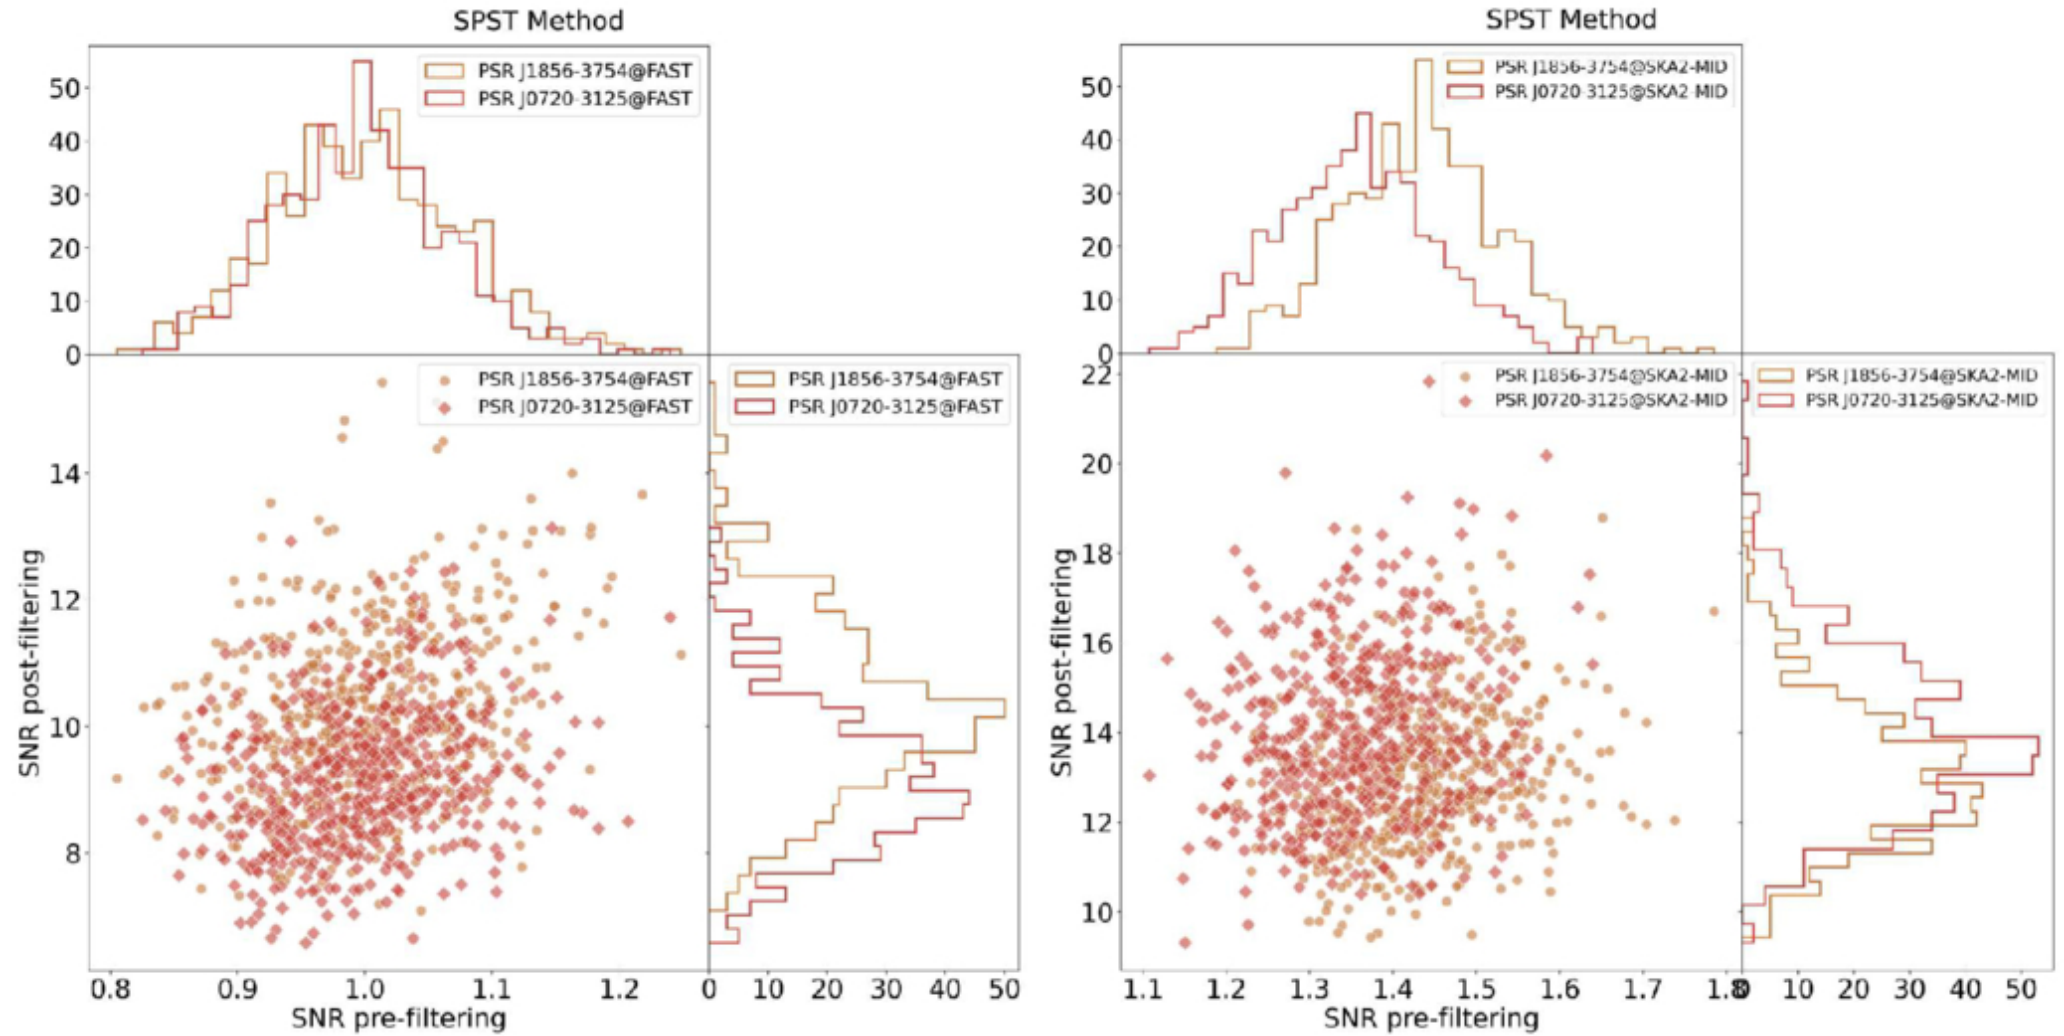 SPST Method
PSR J1856-3754@FAST
PSR J0720-3125@FAST
50
40
30
20
10
0
PSR J1856-3754@FAST
PSR J0720-3125@FAST
PSR J1856-3754@FAST
PSR J0720-3125@FAST
14
12
10
8
SNR post-filtering
0.8 0.9 1.0 1.1 1.2
SNR pre-filtering
0 10 20 30 40 50
SPST Method
PSR J1856-3754@SKA2-MID
PSR J0720-3125@SKA2-MID
50
40
30
20
10
0
PSR J1856-3754@SKA2-MID
PSR J0720-3125@SKA2-MID
PSR J1856-3754@SKA2-MID
PSR J0720-3125@SKA2-MID
22
20
18
16
14
12
10
SNR post-filtering
1.1 1.2 1.3 1.4 1.5 1.6 1.7 1.8
SNR pre-filtering
0 10 20 30 40 50